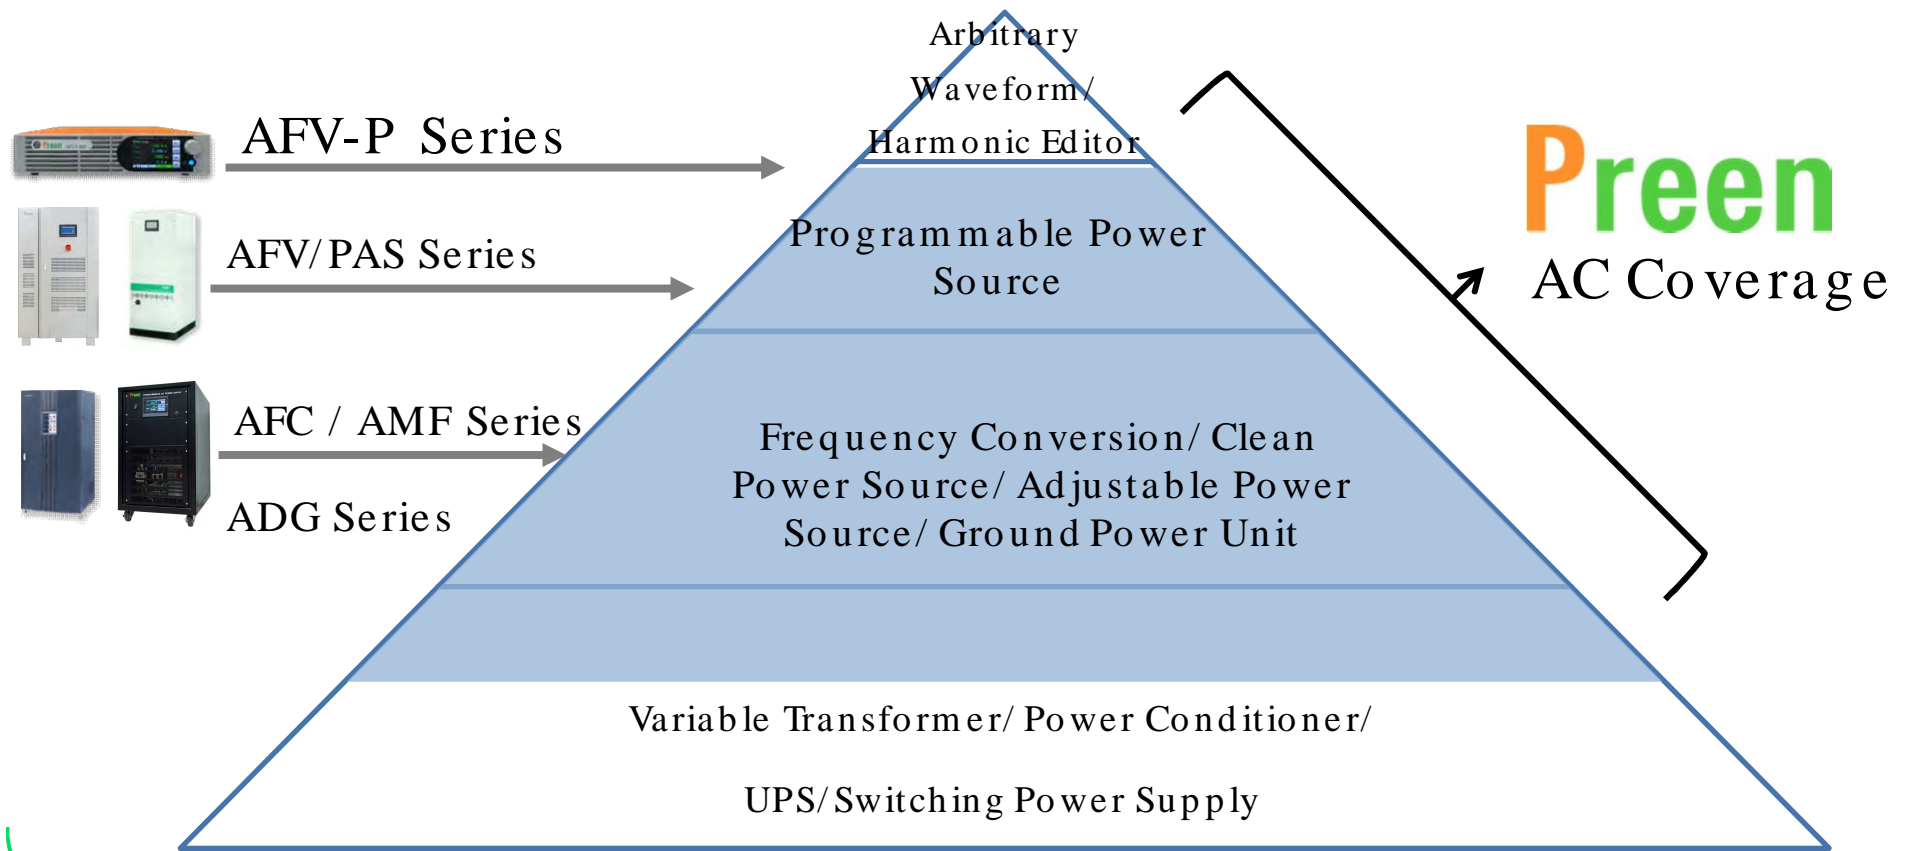 Arbitrary
Waveform/
Harmonic Editor
AFV-P Series
Programmable Power
Source
AFV/PAS Series
Preen
AC Coverage
AFC / AMF Series
ADG Series
Frequency Conversion/ Clean
Power Source/ Adjustable Power
Source/ Ground Power Unit
Variable Transformer/ Power Conditioner/
UPS/Switching Power Supply
Preen
Preen